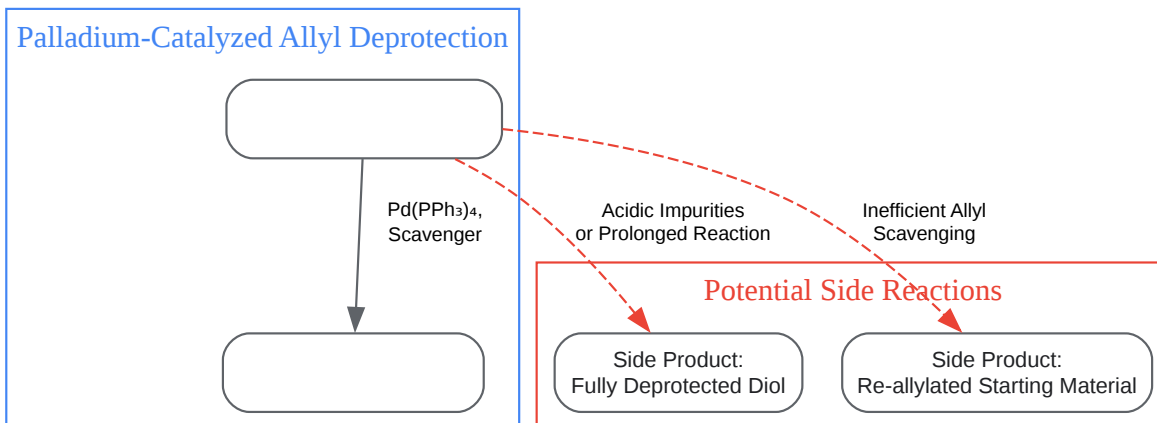 Palladium-Catalyzed Allyl Deprotection
Pd(PPh₃)₄,
Scavenger
Acidic Impurities
or Prolonged Reaction
Inefficient Allyl
Scavenging
Potential Side Reactions
Side Product:
Fully Deprotected Diol
Side Product:
Re-allylated Starting Material